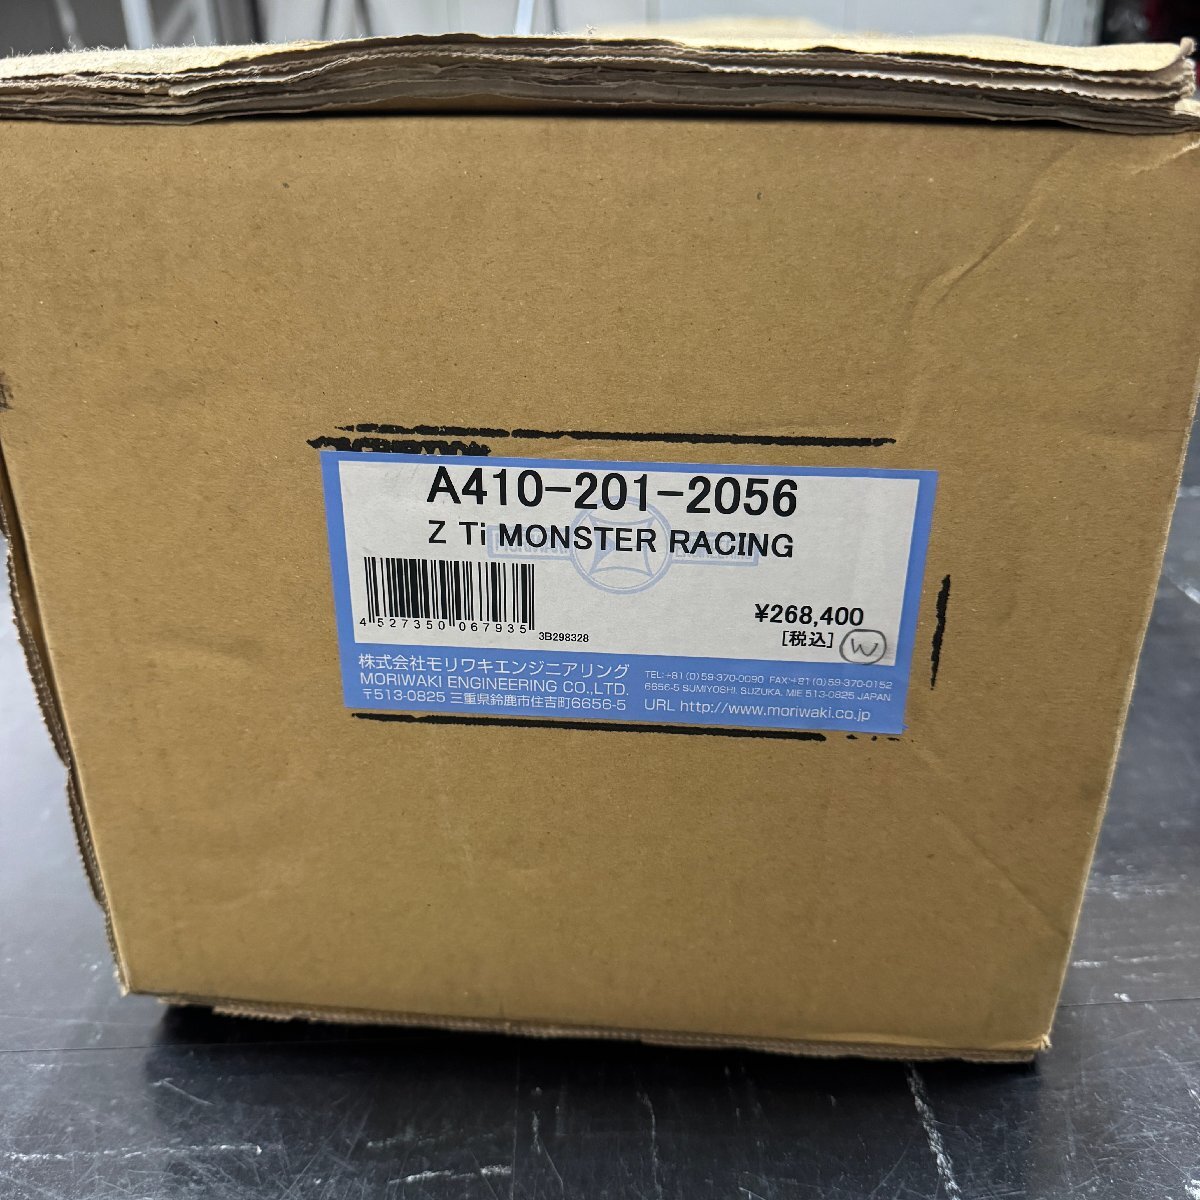 A410-201-2056
Z Ti MONSTER RACING
4 527350 067935
3B298328
¥268,400
[税込] W
株式会社モリワキエンジニアリング
MORIWAKI ENGINEERING CO.,LTD.
〒513-0825 三重県鈴鹿市住吉町6656-5
TEL:+81(0)59-370-0090 FAX:+81(0)59-370-0152
6656-5 SUMIYOSHI, SUZUKA, MIE 513-0825 JAPAN
URL http://www.moriwaki.co.jp